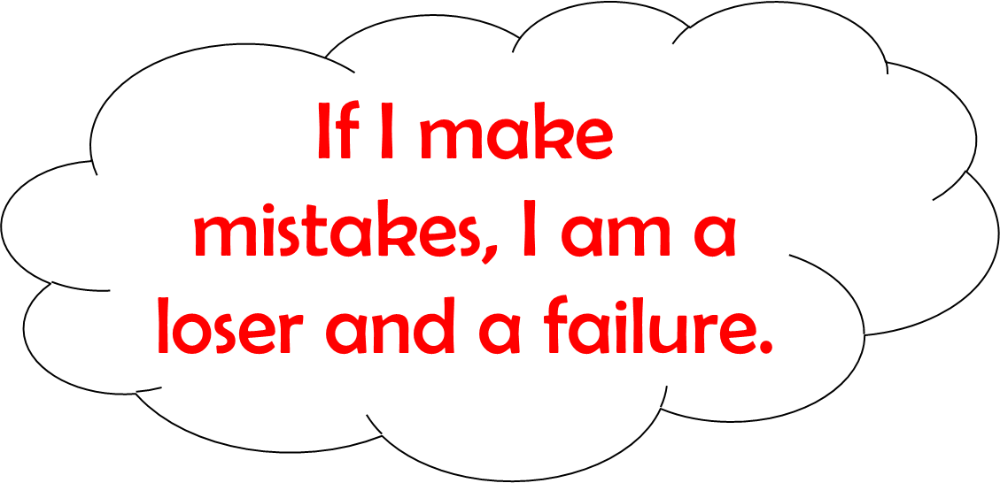 If I make
mistakes, I am a
loser and a failure.